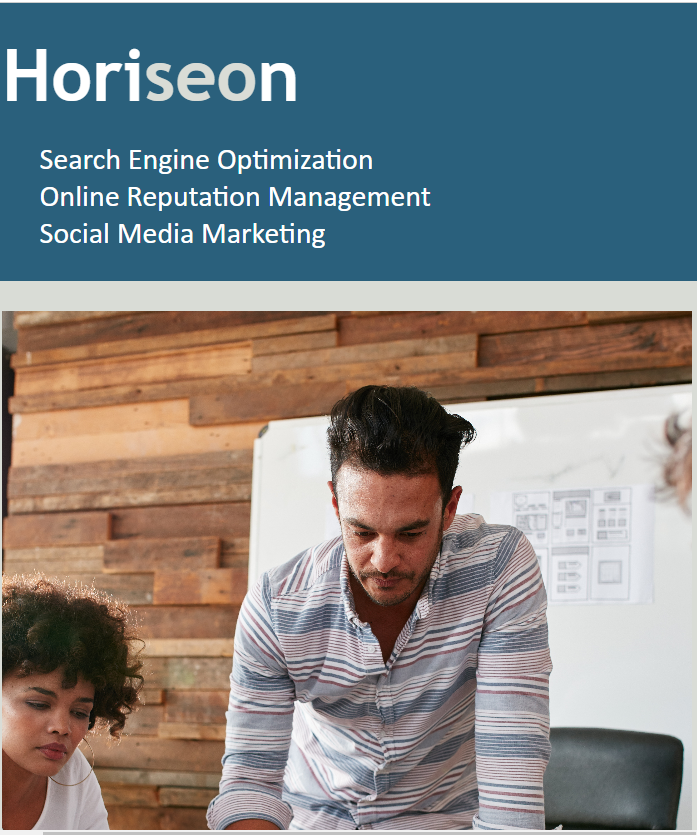 Horiseon
Search Engine Optimization
Online Reputation Management
Social Media Marketing